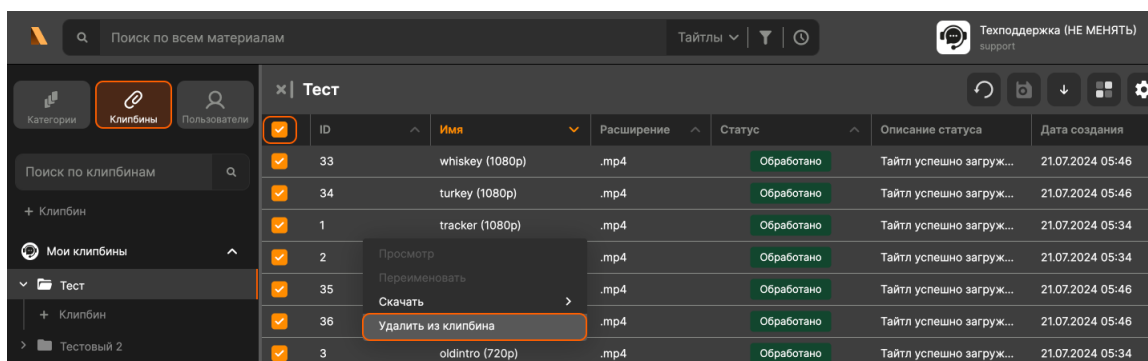 Поиск по всем материалам
Тайтлы
Техподдержка (НЕ МЕНЯТЬ)
support
Категории
Клипбины
Пользователи
Тест
ID Имя Расширение Статус Описание статуса Дата создания
Поиск по клипбинам
33 whiskey (1080p) .mp4 Обработано Тайтл успешно загруж... 21.07.2024 05:46
34 turkey (1080p) .mp4 Обработано Тайтл успешно загруж... 21.07.2024 05:46
+ Клипбин
1 tracker (1080p) .mp4 Обработано Тайтл успешно загруж... 21.07.2024 05:34
Мои клипбины
2 .mp4 Обработано Тайтл успешно загруж... 21.07.2024 05:34
Просмотр
Переименовать
Тест
35 .mp4 Обработано Тайтл успешно загруж... 21.07.2024 05:46
Скачать
+ Клипбин
36 .mp4 Обработано Тайтл успешно загруж... 21.07.2024 05:46
Удалить из клипбина
Тестовый 2
3 oldintro (720p) .mp4 Обработано Тайтл успешно загруж... 21.07.2024 05:34